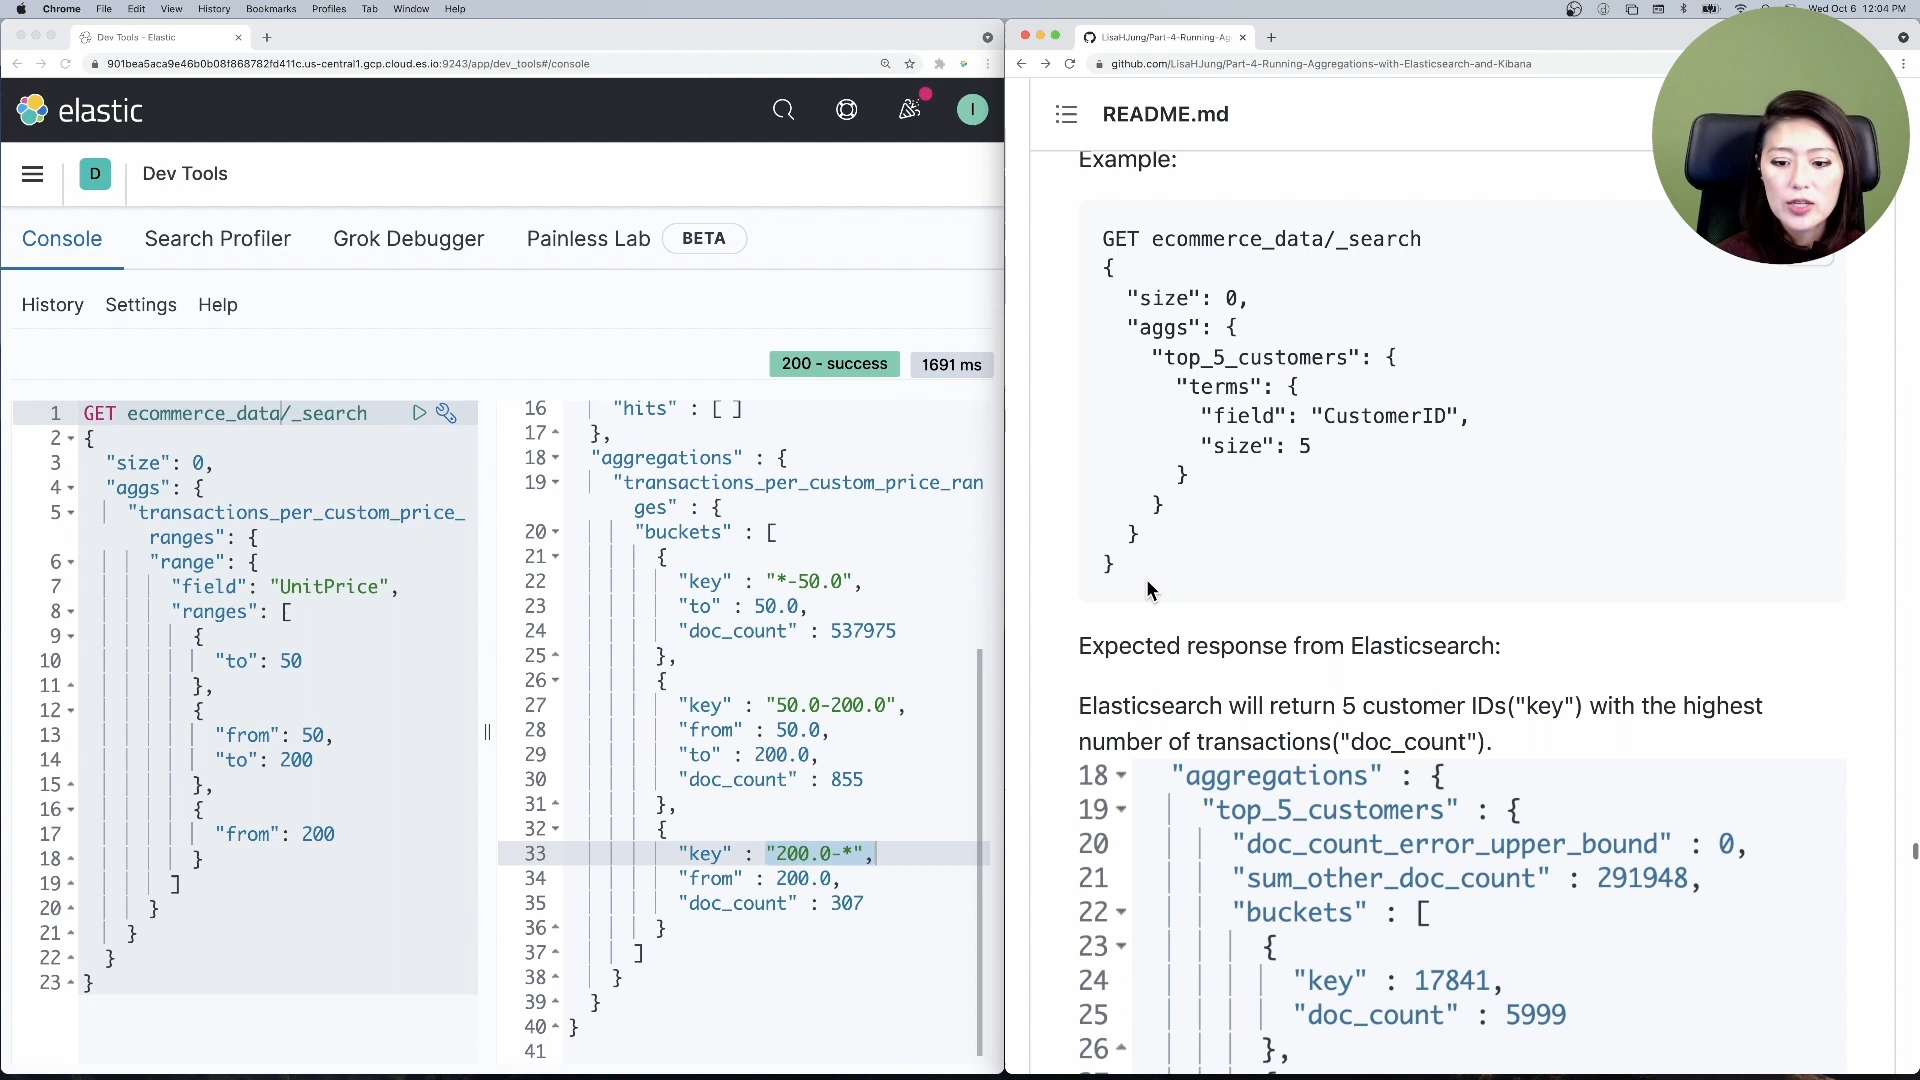 Chrome File Edit View History Bookmarks Profiles Tab Window Help
Wed Oct 6 12:04 PM
Dev Tools - Elastic
901bea5aca9e46b0b08f868782fd411c.us-central1.gcp.cloud.es.io:9243/app/dev_tools#/console
elastic
I
D
Dev Tools
Console Search Profiler Grok Debugger Painless Lab BETA
History Settings Help
200 - success 1691 ms
1 GET ecommerce_data/_search
2 {
3 "size": 0,
4 "aggs": {
5 "transactions_per_custom_price_
ranges": {
6 "range": {
7 "field": "UnitPrice",
8 "ranges": [
9 {
10 "to": 50
11 },
12 {
13 "from": 50,
14 "to": 200
15 },
16 {
17 "from": 200
18 }
19 ]
20 }
21 }
22 }
23 }
16 "hits" : [ ]
17 },
18 "aggregations" : {
19 "transactions_per_custom_price_ran
ges" : {
20 "buckets" : [
21 {
22 "key" : "*-50.0",
23 "to" : 50.0,
24 "doc_count" : 537975
25 },
26 {
27 "key" : "50.0-200.0",
28 "from" : 50.0,
29 "to" : 200.0,
30 "doc_count" : 855
31 },
32 {
33 "key" : "200.0-*",
34 "from" : 200.0,
35 "doc_count" : 307
36 }
37 ]
38 }
39 }
40 }
41
LisaHJung/Part-4-Running-Ag
github.com/LisaHJung/Part-4-Running-Aggregations-with-Elasticsearch-and-Kibana
README.md
Example:
GET ecommerce_data/_search
{
"size": 0,
"aggs": {
"top_5_customers": {
"terms": {
"field": "CustomerID",
"size": 5
}
}
}
}
Expected response from Elasticsearch:
Elasticsearch will return 5 customer IDs("key") with the highest
number of transactions("doc_count").
18 "aggregations" : {
19 "top_5_customers" : {
20 "doc_count_error_upper_bound" : 0,
21 "sum_other_doc_count" : 291948,
22 "buckets" : [
23 {
24 "key" : 17841,
25 "doc_count" : 5999
26 },